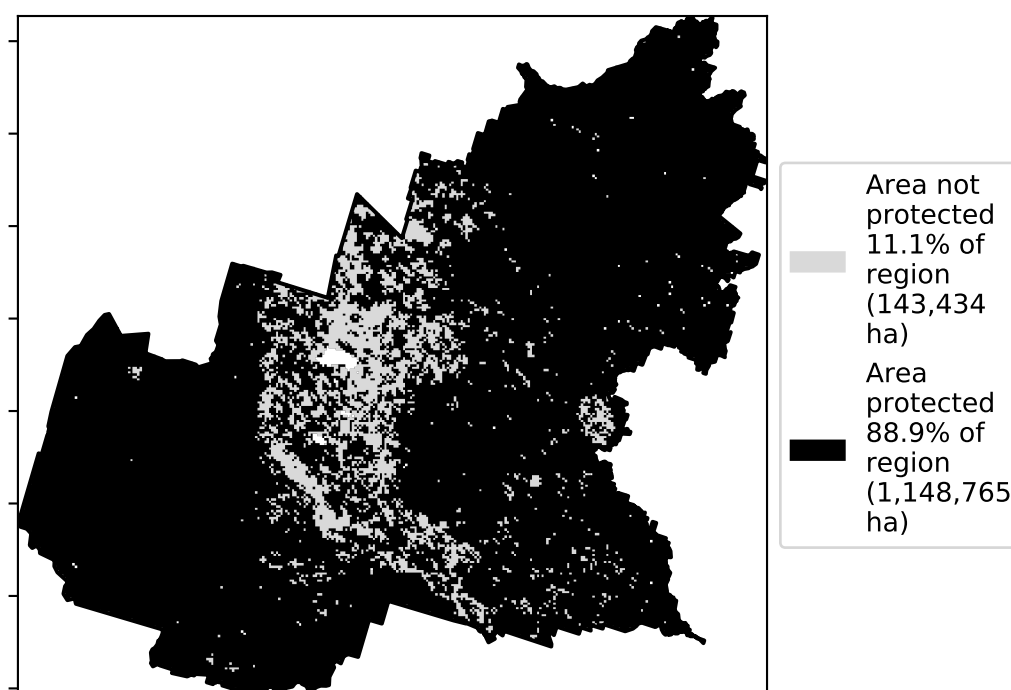 Area not
protected
11.1% of
region
(143,434
ha)
Area
protected
88.9% of
region
(1,148,765
ha)